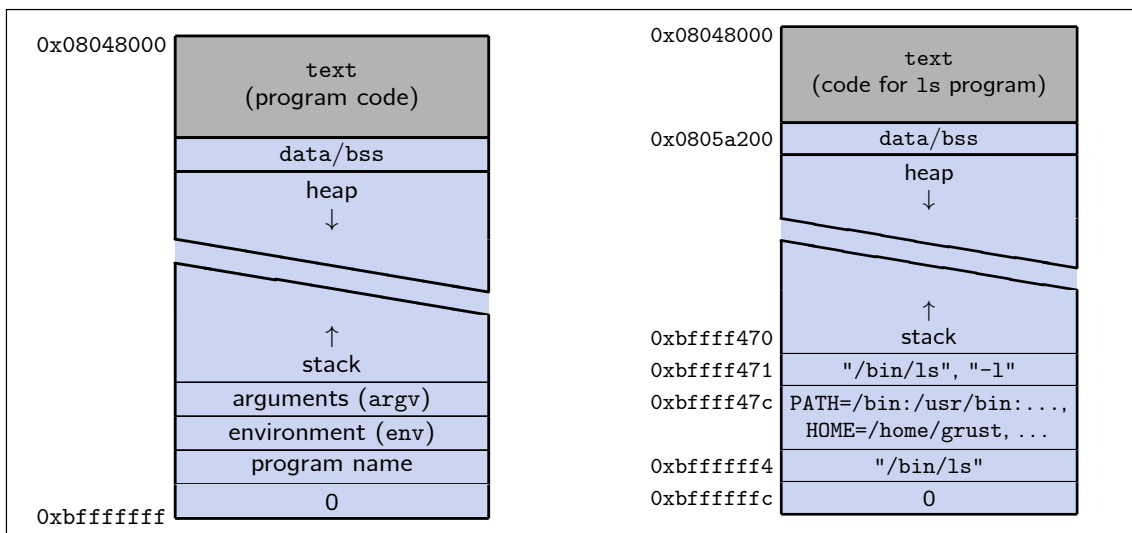 0x08048000
text
(program code)
data/bss
heap
↓
↑
stack
arguments (argv)
environment (env)
program name
0
0xbfffffff
0x08048000
text
(code for ls program)
0x0805a200
data/bss
heap
↓
↑
0xbffff470
stack
0xbffff471
"/bin/ls", "-l"
0xbffff47c
PATH=/bin:/usr/bin:...,
HOME=/home/grust, ...
0xbffffff4
"/bin/ls"
0xbffffffc
0